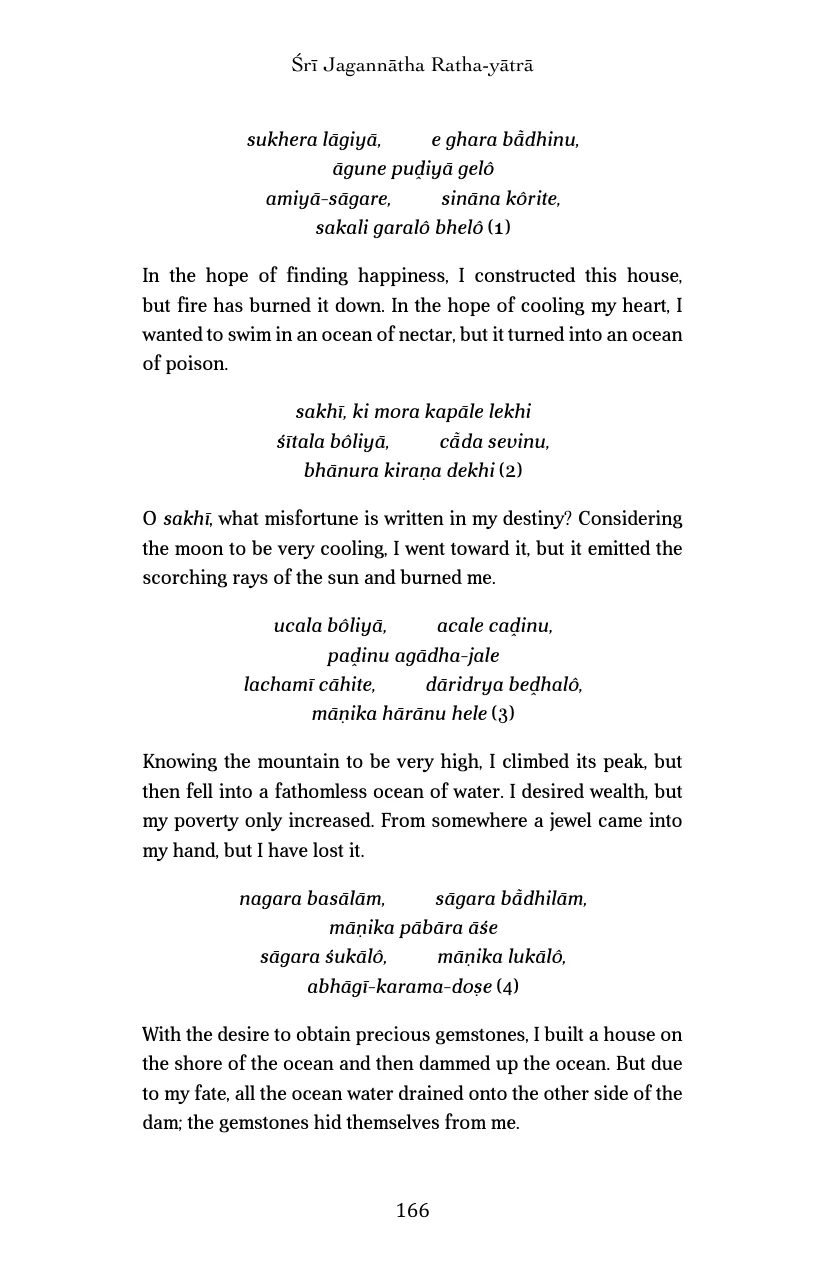 Śrī Jagannātha Ratha-yātrā
sukhera lāgiyā, e ghara bā̃dhinu,
āgune puḓiyā gelô
amiyā-sāgare, sināna kôrite,
sakali garalô bhelô (1)
In the hope of finding happiness, I constructed this house,
but fire has burned it down. In the hope of cooling my heart, I
wanted to swim in an ocean of nectar, but it turned into an ocean
of poison.
sakhī, ki mora kapāle lekhi
śītala bôliyā, cā̃da sevinu,
bhānura kiraṇa dekhi (2)
O sakhī, what misfortune is written in my destiny? Considering
the moon to be very cooling, I went toward it, but it emitted the
scorching rays of the sun and burned me.
ucala bôliyā, acale caḓinu,
paḓinu agādha-jale
lachamī cāhite, dāridrya beḓhalô,
māṇika hārānu hele (3)
Knowing the mountain to be very high, I climbed its peak, but
then fell into a fathomless ocean of water. I desired wealth, but
my poverty only increased. From somewhere a jewel came into
my hand, but I have lost it.
nagara basālām, sāgara bā̃dhilām,
māṇika pābāra āśe
sāgara śukālô, māṇika lukālô,
abhāgī-karama-doṣe (4)
With the desire to obtain precious gemstones, I built a house on
the shore of the ocean and then dammed up the ocean. But due
to my fate, all the ocean water drained onto the other side of the
dam; the gemstones hid themselves from me.
166